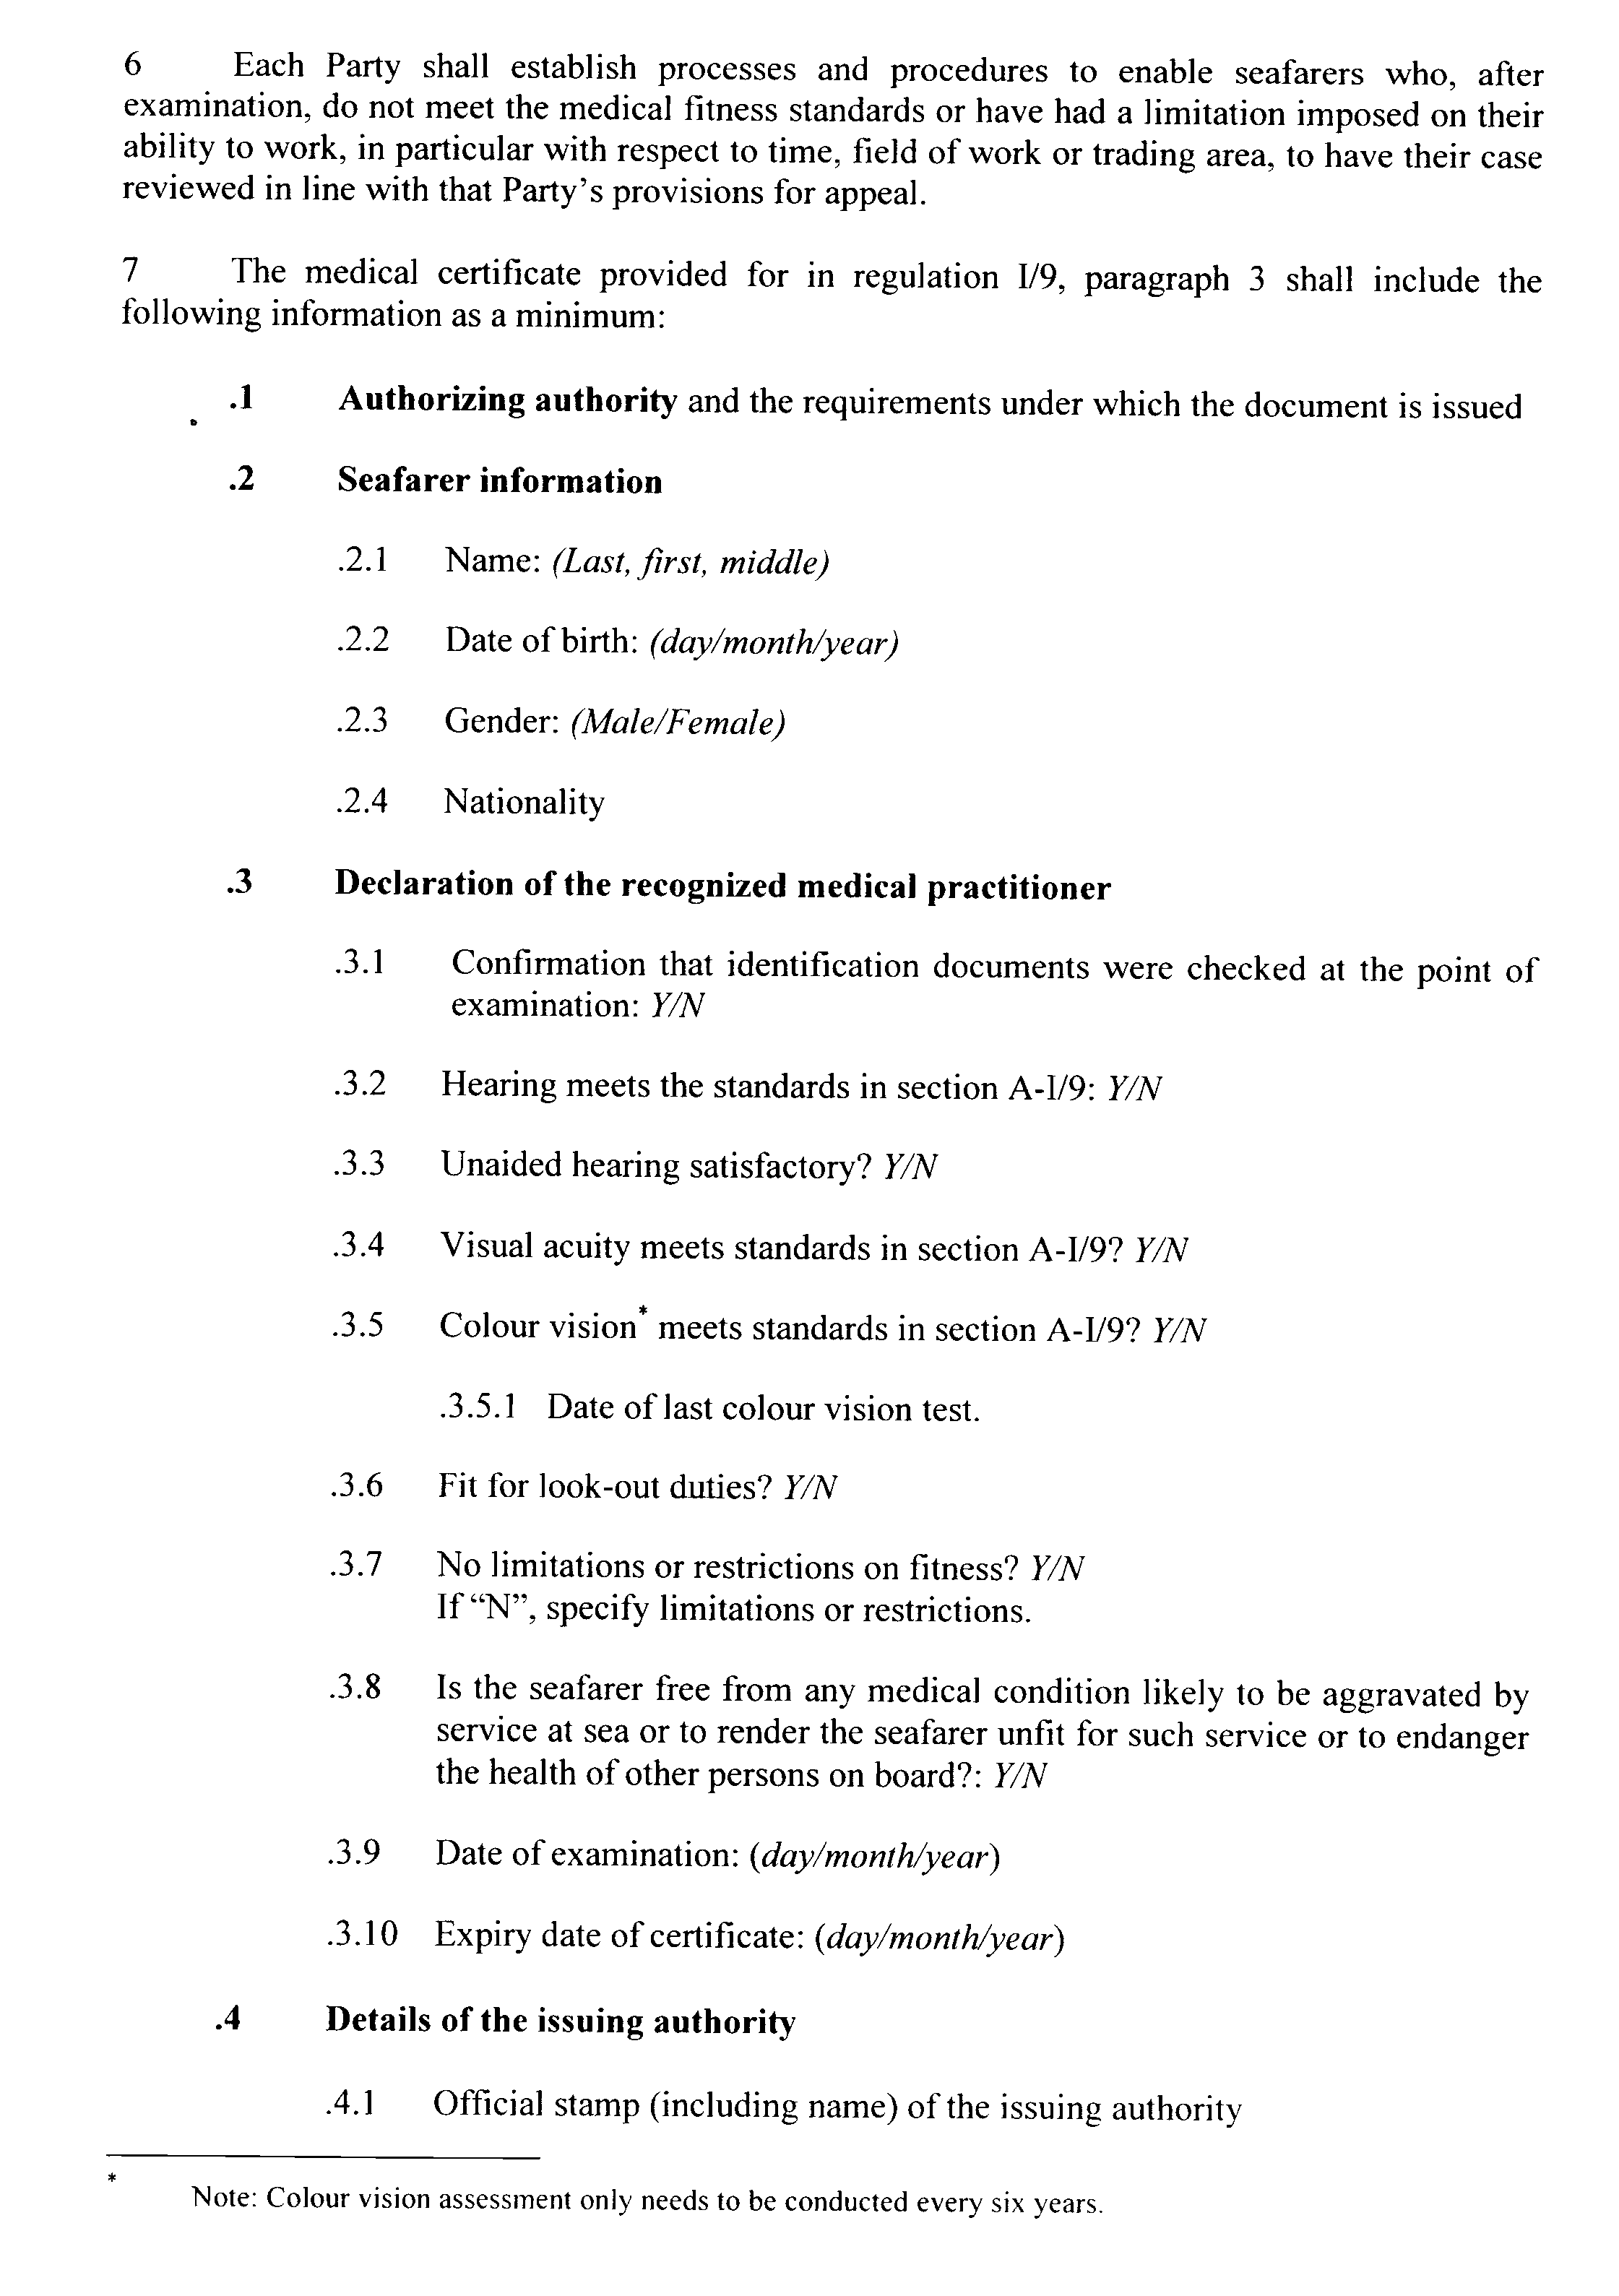 6 Each Party shall establish processes and procedures to enable seafarers who, after
examination, do not meet the medical fitness standards or have had a limitation imposed on their
ability to work, in particular with respect to time, field of work or trading area, to have their case
reviewed in line with that Party’s provisions for appeal.
7 The medical certificate provided for in regulation I/9, paragraph 3 shall include the
following information as a minimum:
.1 Authorizing authority and the requirements under which the document is issued
.2 Seafarer information
.2.1 Name: (Last, first, middle)
.2.2 Date of birth: (day/month/year)
.2.3 Gender: (Male/Female)
.2.4 Nationality
.3 Declaration of the recognized medical practitioner
.3.1 Confirmation that identification documents were checked at the point of
examination: Y/N
.3.2 Hearing meets the standards in section A-I/9: Y/N
.3.3 Unaided hearing satisfactory? Y/N
.3.4 Visual acuity meets standards in section A-I/9? Y/N
.3.5 Colour vision* meets standards in section A-I/9? Y/N
.3.5.1 Date of last colour vision test.
.3.6 Fit for look-out duties? Y/N
.3.7 No limitations or restrictions on fitness? Y/N
If “N”, specify limitations or restrictions.
.3.8 Is the seafarer free from any medical condition likely to be aggravated by
service at sea or to render the seafarer unfit for such service or to endanger
the health of other persons on board?: Y/N
.3.9 Date of examination: (day/month/year)
.3.10 Expiry date of certificate: (day/month/year)
.4 Details of the issuing authority
.4.1 Official stamp (including name) of the issuing authority
* Note: Colour vision assessment only needs to be conducted every six years.